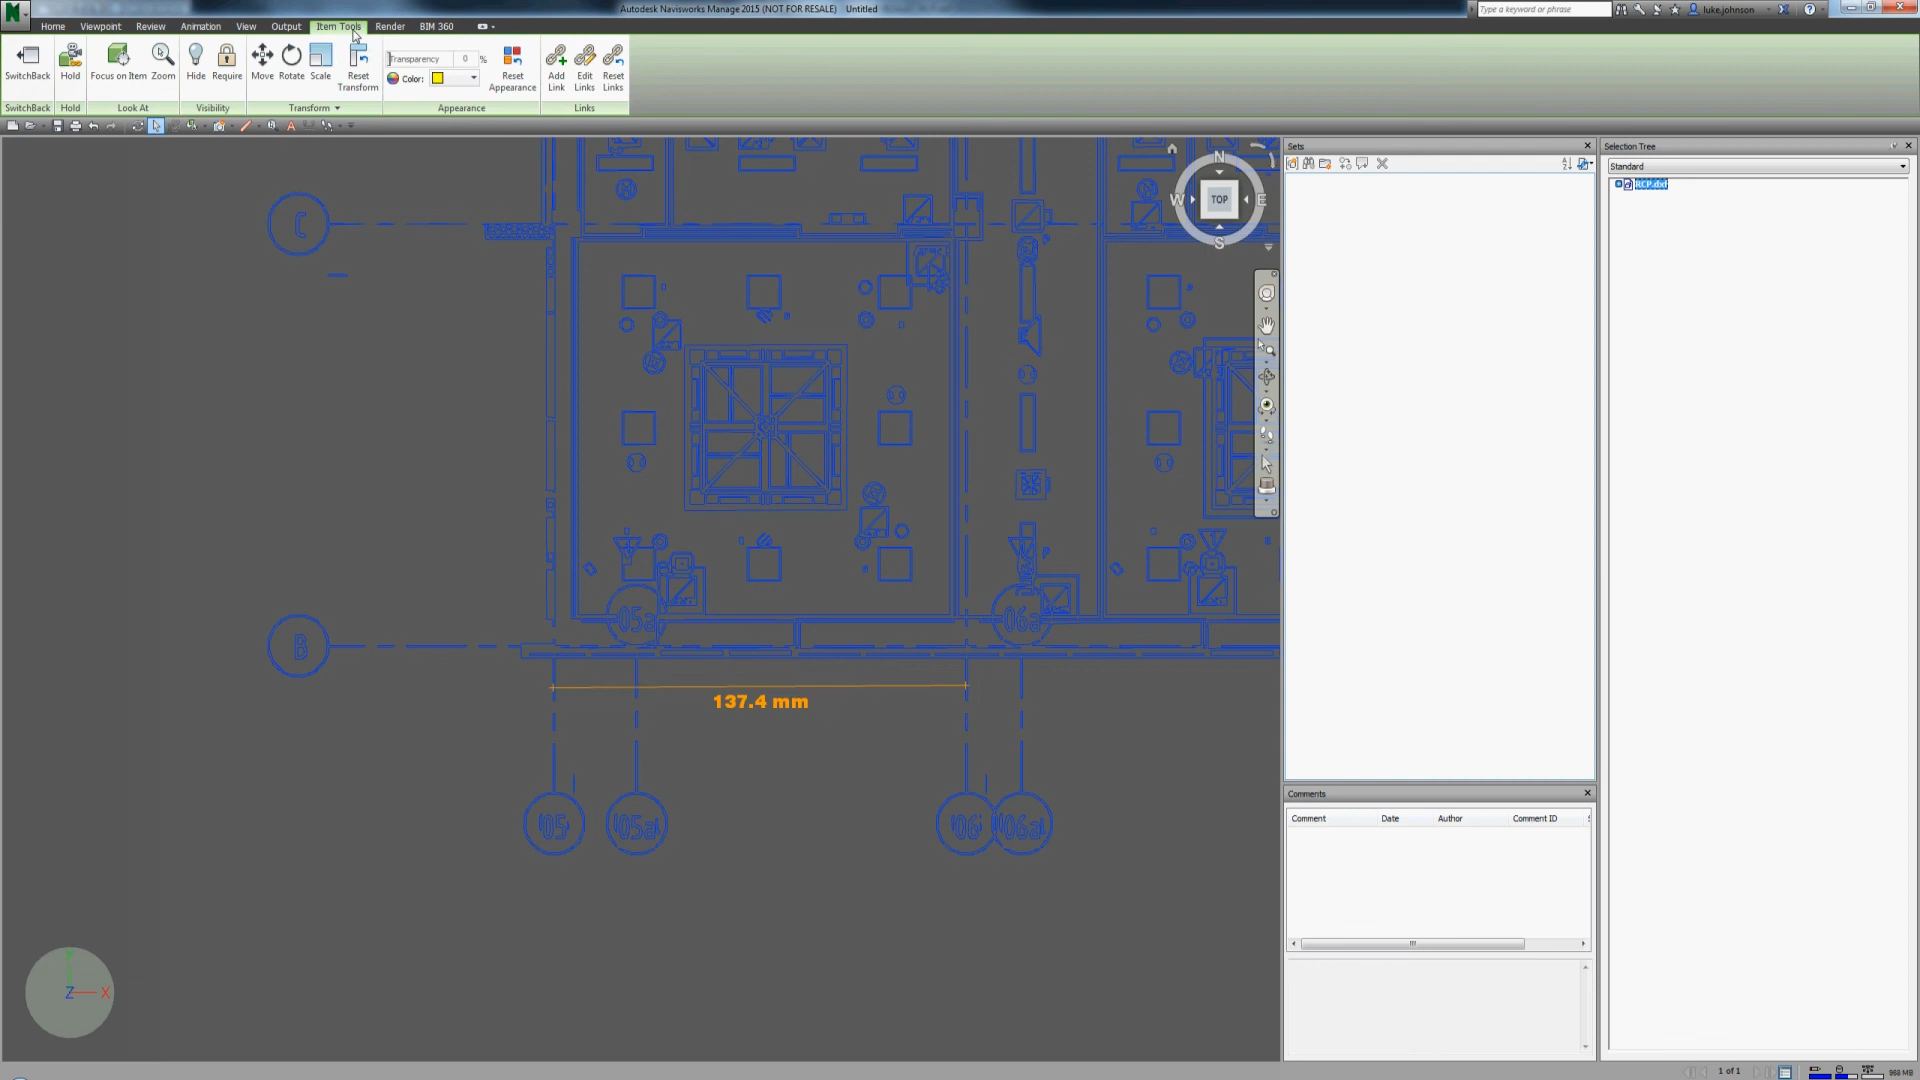 Autodesk Navisworks Manage 2015 (NOT FOR RESALE) Untitled
Type a keyword or phrase
luke.johnson
Home Viewpoint Review Animation View Output Item Tools Render BIM 360
SwitchBack Hold Focus on Item Zoom Hide Require Move Rotate Scale Reset Transform
Transparency 0 %
Color:
Reset Appearance
Add Link
Edit Links
Reset Links
SwitchBack Hold Look At Visibility Transform Appearance Links
Sets
Selection Tree
Standard
RCP.dxf
N
W TOP E
S
C
B
05a
06a
137.4 mm
05 05a 06 06a
Comments
Comment Date Author Comment ID
Z X
1 of 1
968 MB